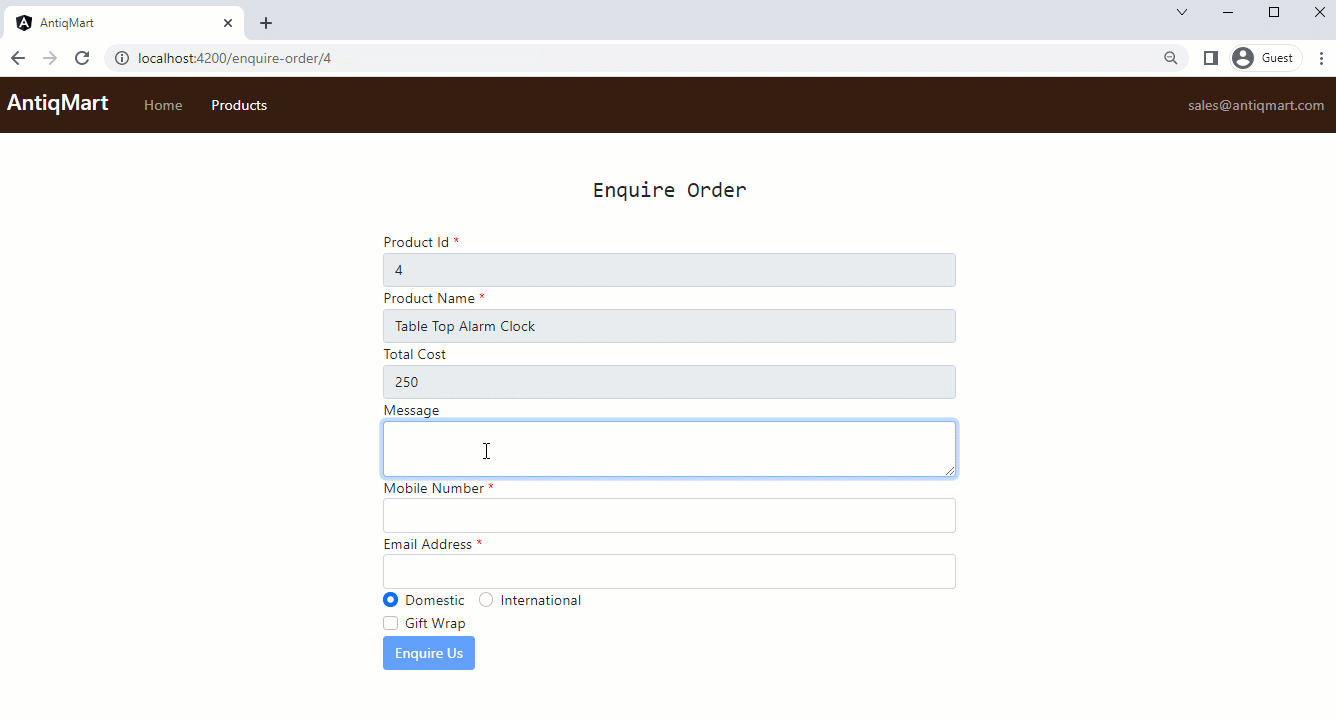 AntiqMart
localhost:4200/enquire-order/4
Guest
AntiqMart Home Products sales@antiqmart.com
Enquire Order
Product Id *
4
Product Name *
Table Top Alarm Clock
Total Cost
250
Message
Mobile Number *
Email Address *
Domestic International
Gift Wrap
Enquire Us